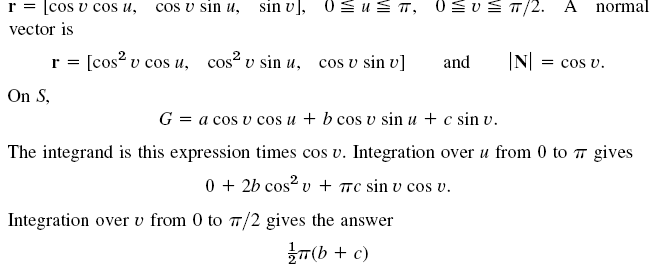 r = [cos v cos u, cos v sin u, sin v], 0 ≦ u ≦ π, 0 ≦ v ≦ π/2. A normal
vector is
r = [cos² v cos u, cos² v sin u, cos v sin v] and |N| = cos v.
On S,
G = a cos v cos u + b cos v sin u + c sin v.
The integrand is this expression times cos v. Integration over u from 0 to π gives
0 + 2b cos² v + πc sin v cos v.
Integration over v from 0 to π/2 gives the answer
½π(b + c)